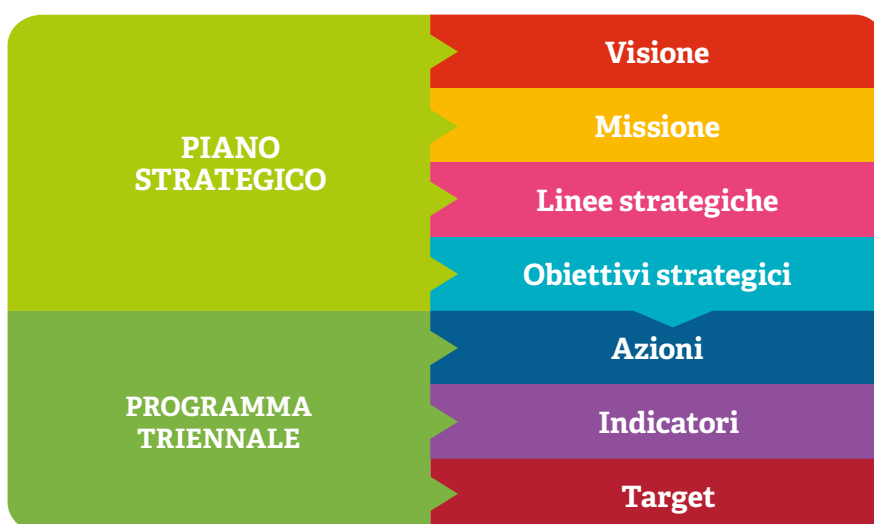 PIANO
STRATEGICO
Visione
Missione
Linee strategiche
Obiettivi strategici
PROGRAMMA
TRIENNALE
Azioni
Indicatori
Target